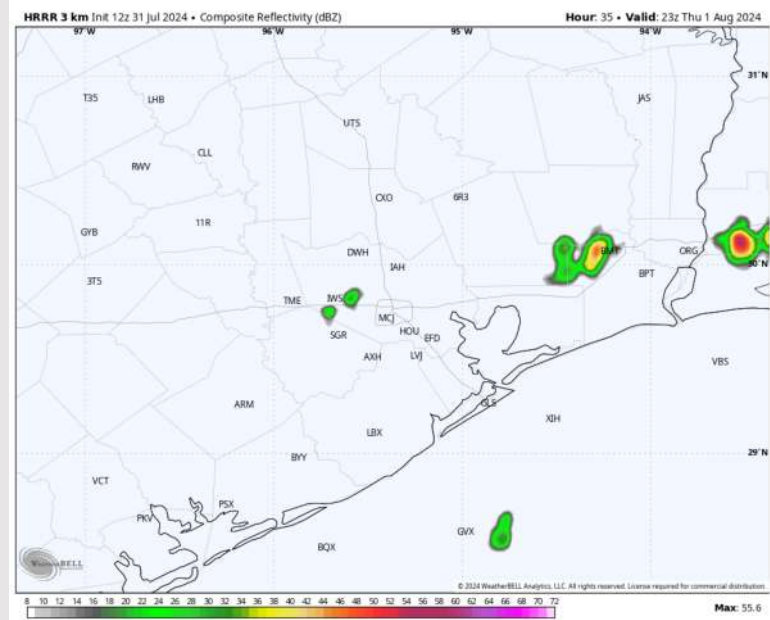 HRRR 3 km Init 12z 31 Jul 2024 • Composite Reflectivity (dBZ) Hour: 35 • Valid: 23z Thu 1 Aug 2024
97°W 96°W 95°W 94°W
31°N
T35 LHB JAS
UTS
CLL
RWV
CXO 6R3
11R
GYB
DWH BMT ORG
IAH 30°N
3T5 BPT
TME IWS
MCJ
SGR HOU EFD
AXH LVJ VBS
ARM GLS
XIH
LBX
BYY 29°N
VCT
PSX
PKV
GVX
BQX
WeatherBELL
© 2024 WeatherBELL Analytics, LLC. All rights reserved. License required for commercial distribution.
8 10 12 14 16 18 20 22 24 26 28 30 32 34 36 38 40 42 44 46 48 50 52 54 56 58 60 62 64 66 68 70 72 Max: 55.6